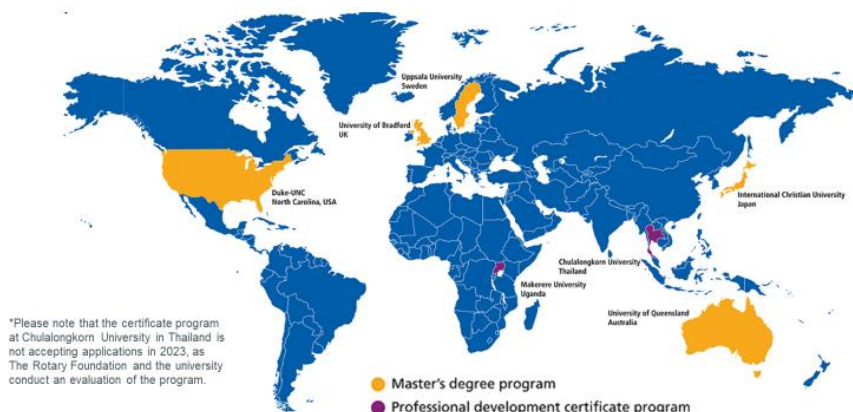 Uppsala University
Sweden
University of Bradford
UK
Duke-UNC
North Carolina, USA
International Christian University
Japan
Chulalongkorn University
Thailand
Makerere University
Uganda
University of Queensland
Australia
*Please note that the certificate program
at Chulalongkorn University in Thailand is
not accepting applications in 2023, as
The Rotary Foundation and the university
conduct an evaluation of the program.
Master's degree program
Professional development certificate program